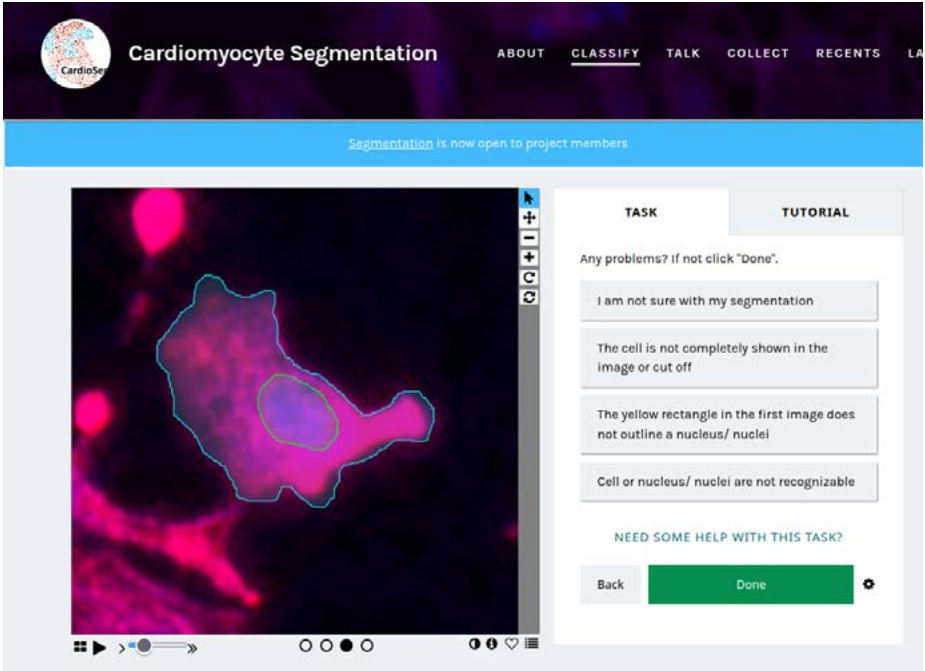 CardioSe
Cardiomyocyte Segmentation
ABOUT CLASSIFY TALK COLLECT RECENTS LA
Segmentation is now open to project members
TASK TUTORIAL
Any problems? If not click "Done".
I am not sure with my segmentation
The cell is not completely shown in the
image or cut off
The yellow rectangle in the first image does
not outline a nucleus/ nuclei
Cell or nucleus/ nuclei are not recognizable
NEED SOME HELP WITH THIS TASK?
Back Done